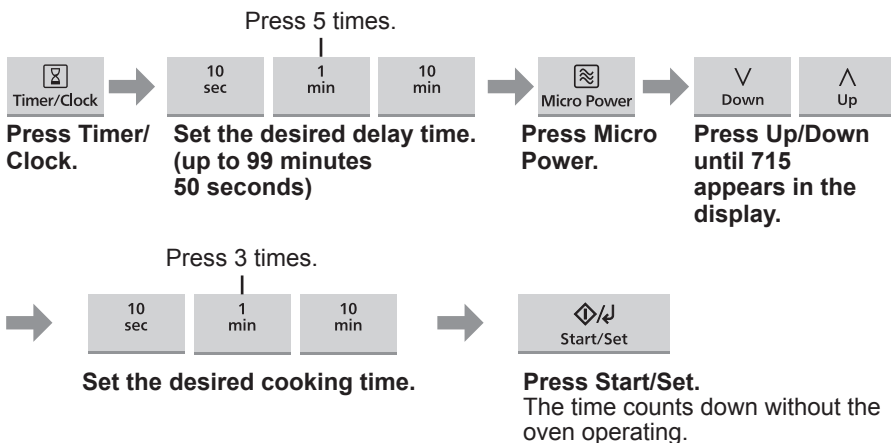 Press 5 times.
Timer/Clock
10
sec
1
min
10
min
Micro Power
Down
Up
Press Timer/
Clock.
Set the desired delay time.
(up to 99 minutes
50 seconds)
Press Micro
Power.
Press Up/Down
until 715
appears in the
display.
Press 3 times.
10
sec
1
min
10
min
Start/Set
Set the desired cooking time.
Press Start/Set.
The time counts down without the
oven operating.